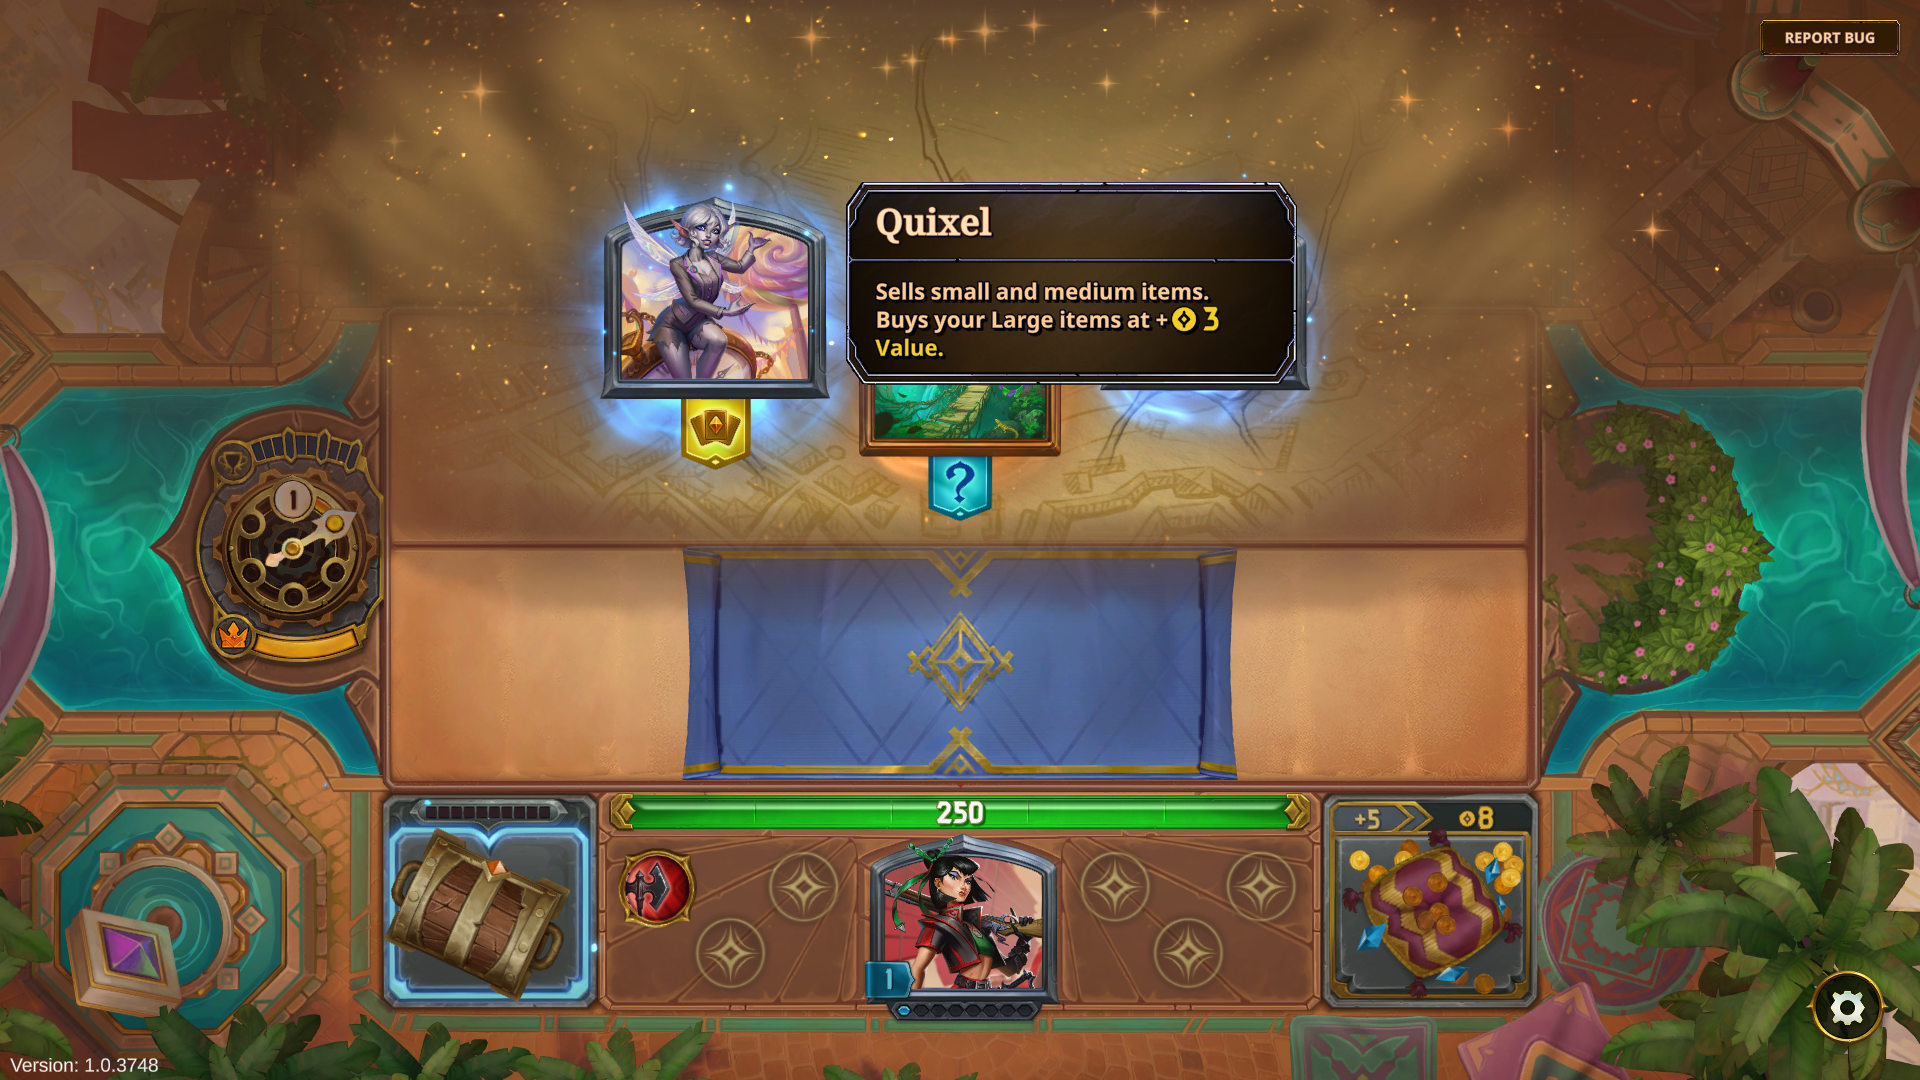 REPORT BUG
Quixel
Sells small and medium items.
Buys your Large items at + 3
Value.
?
1
250
+5
8
1
Version: 1.0.3748